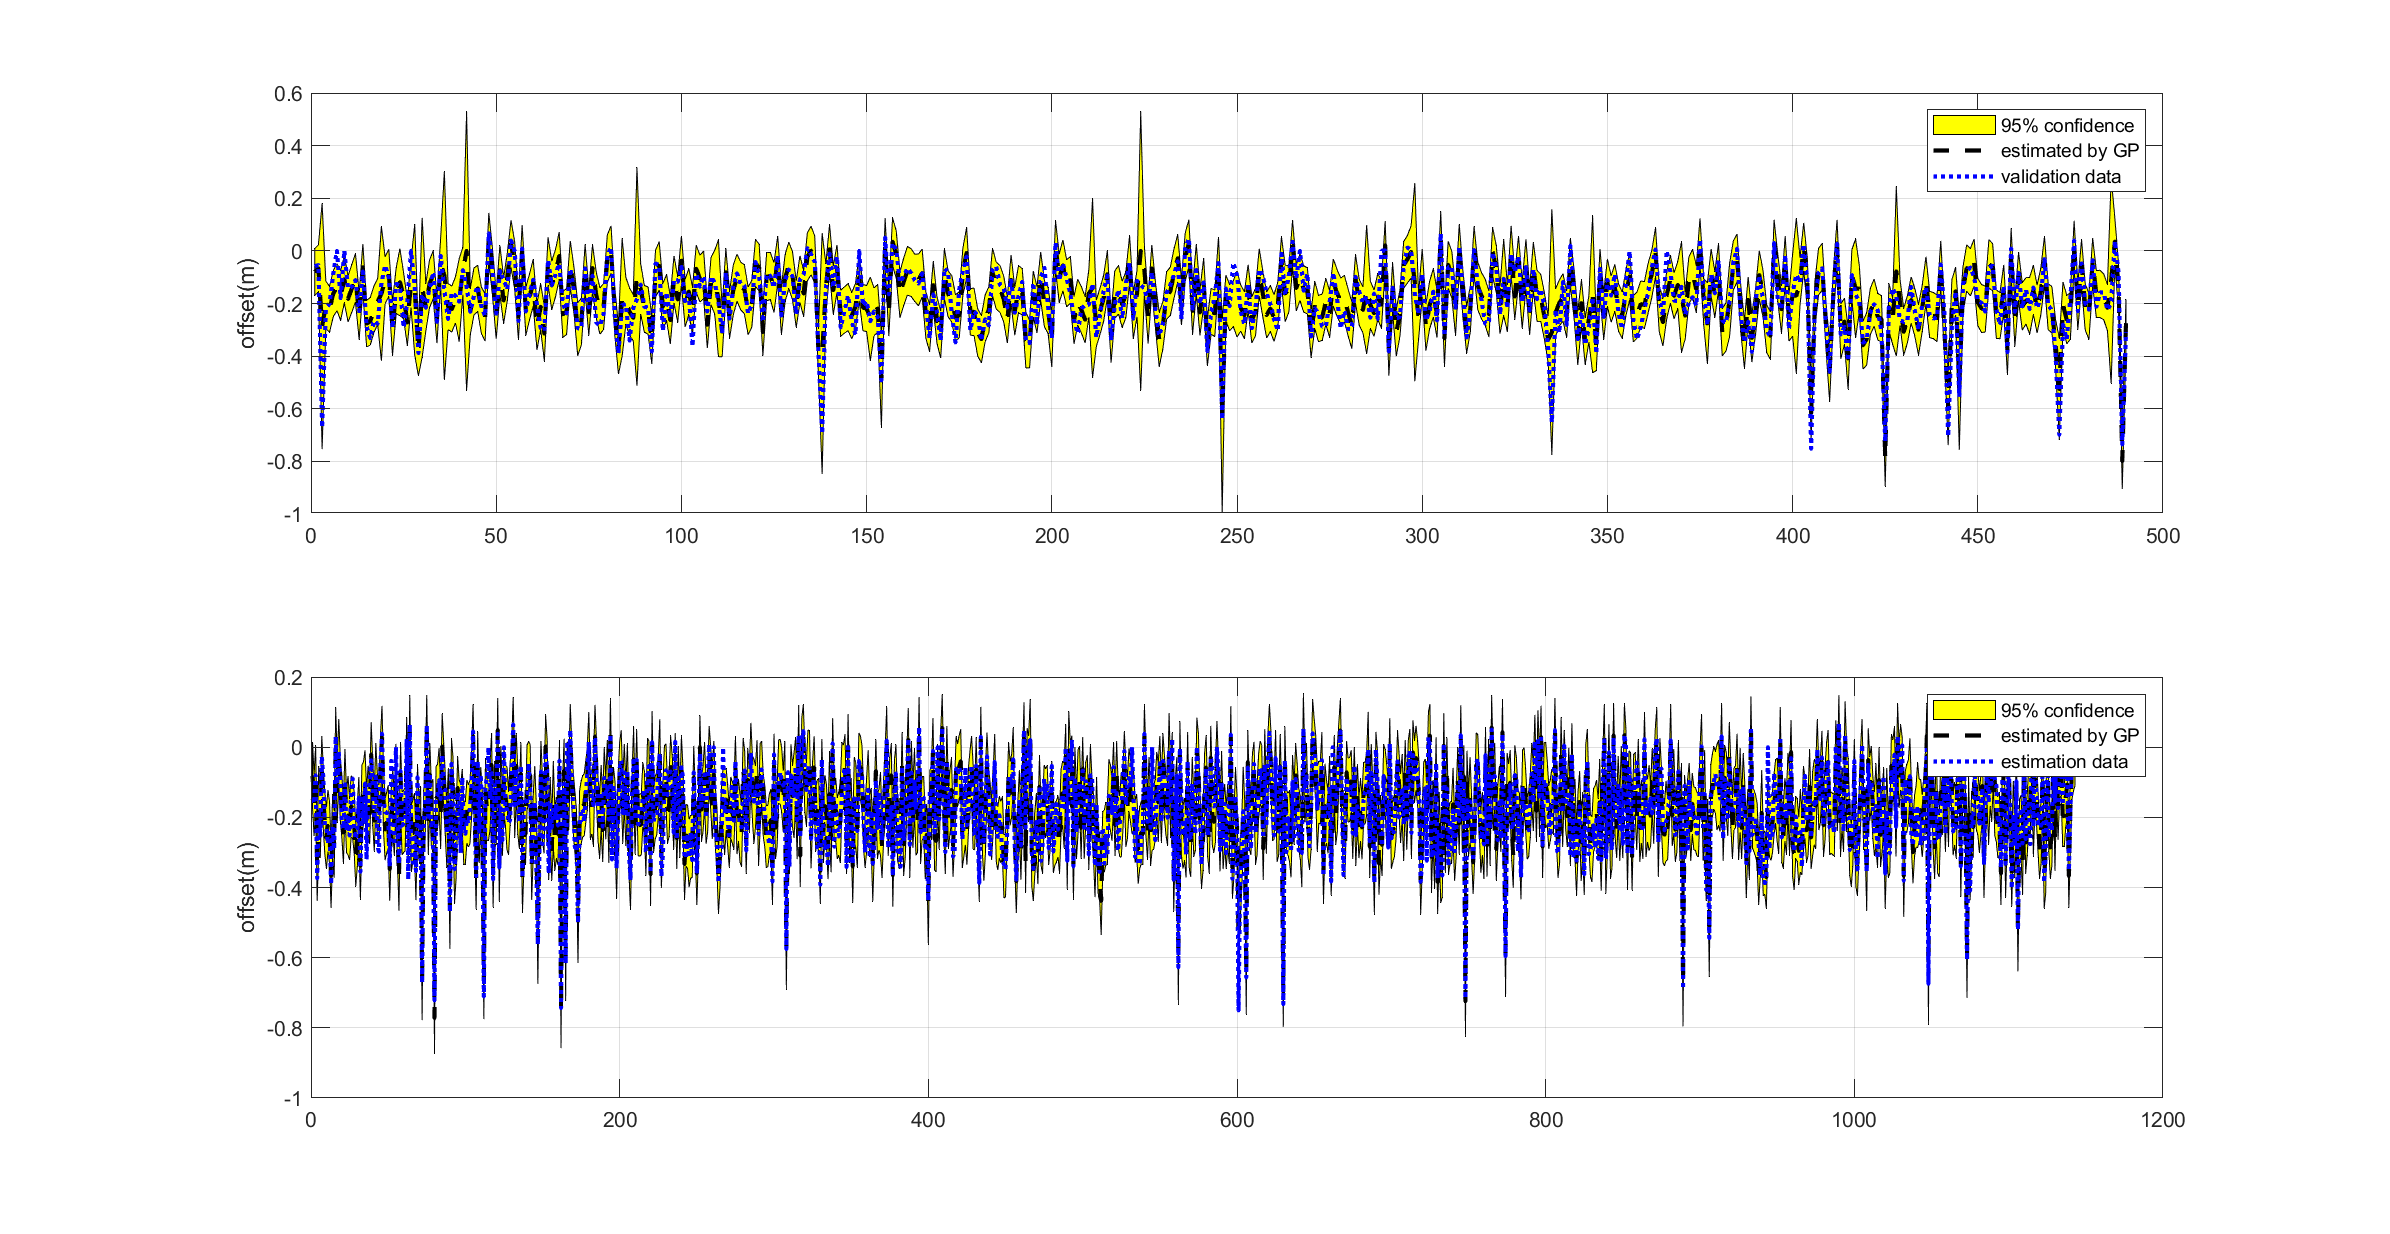 0.6
0.4
0.2
0
-0.2
-0.4
-0.6
-0.8
-1
offset(m)
95% confidence
estimated by GP
validation data
0 50 100 150 200 250 300 350 400 450 500
0.2
0
-0.2
-0.4
-0.6
-0.8
-1
offset(m)
95% confidence
estimated by GP
estimation data
0 200 400 600 800 1000 1200